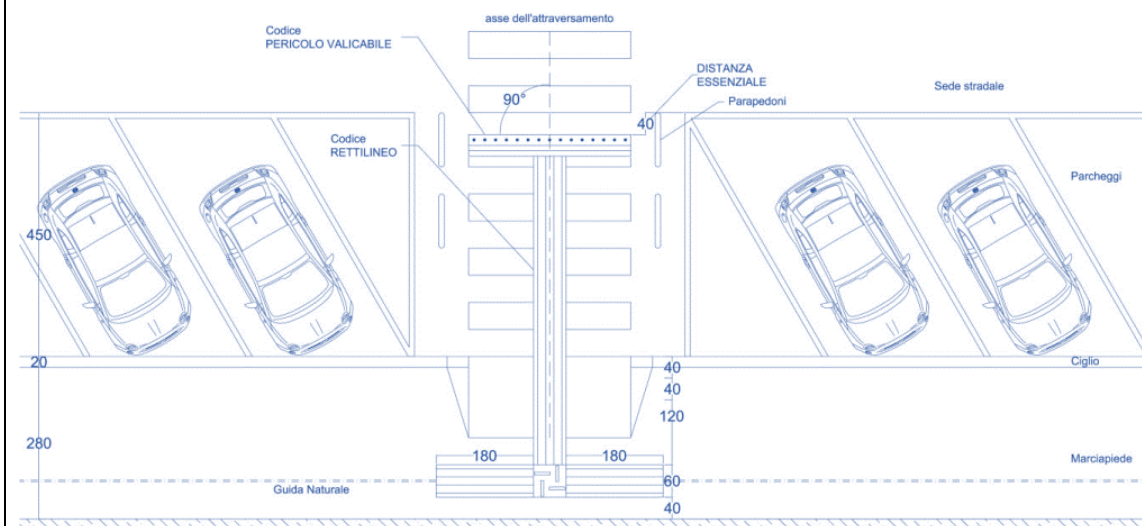 asse dell'attraversamento
Codice
PERICOLO VALICABILE
DISTANZA
ESSENZIALE
Sede stradale
90°
Parapedoni
40
Codice
RETTILINEO
Parcheggi
450
20
Ciglio
40
40
120
280
180
180
Marciapiede
60
Guida Naturale
40